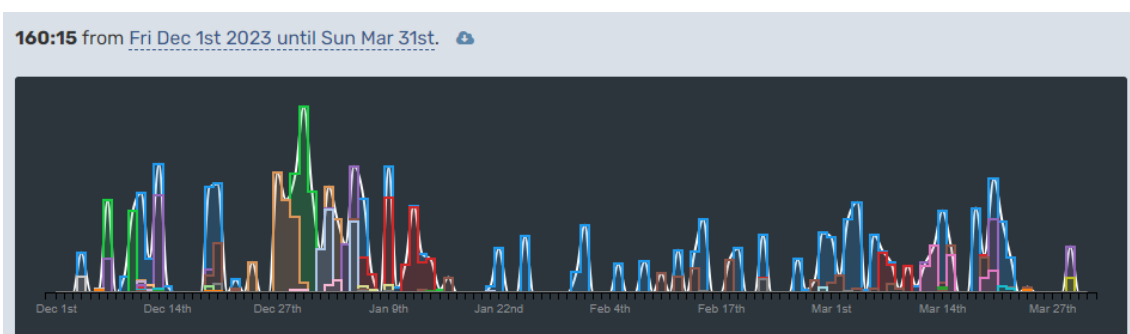 160:15 from Fri Dec 1st 2023 until Sun Mar 31st.
Dec 1st Dec 14th Dec 27th Jan 9th Jan 22nd Feb 4th Feb 17th Mar 1st Mar 14th Mar 27th